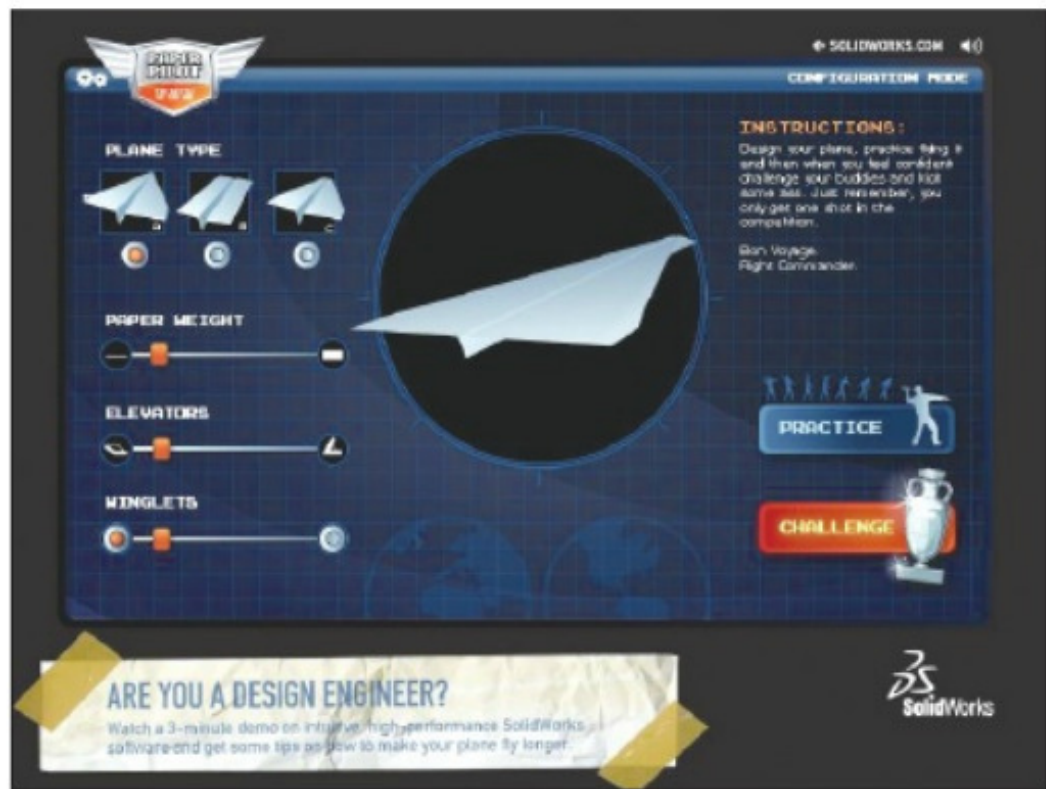 SOLIDWORKS.COM
PAPER
PILOT
CONFIGURATION MODE
PLANE TYPE
A
B
C
PAPER WEIGHT
ELEVATORS
WINGLETS
INSTRUCTIONS:
Design your plane, practice flying it
and then when you feel confident
challenge your buddies and kick
some ass. Just remember, you
only get one shot in the
competition.
Bon Voyage.
Flight Commander.
PRACTICE
CHALLENGE
ARE YOU A DESIGN ENGINEER?
Watch a 3-minute demo on intuitive, high-performance SolidWorks
software and get some tips on how to make your plane fly longer.
SolidWorks